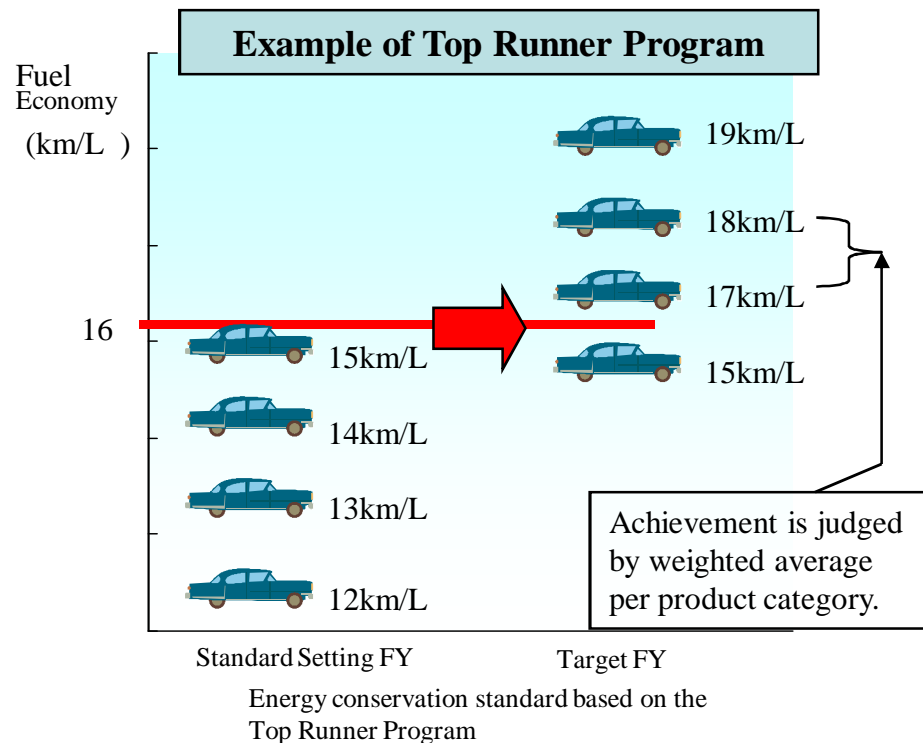 Example of Top Runner Program
Fuel
Economy
(km/L )
19km/L
18km/L
17km/L
16
15km/L
15km/L
14km/L
13km/L
12km/L
Achievement is judged
by weighted average
per product category.
Standard Setting FY
Target FY
Energy conservation standard based on the
Top Runner Program